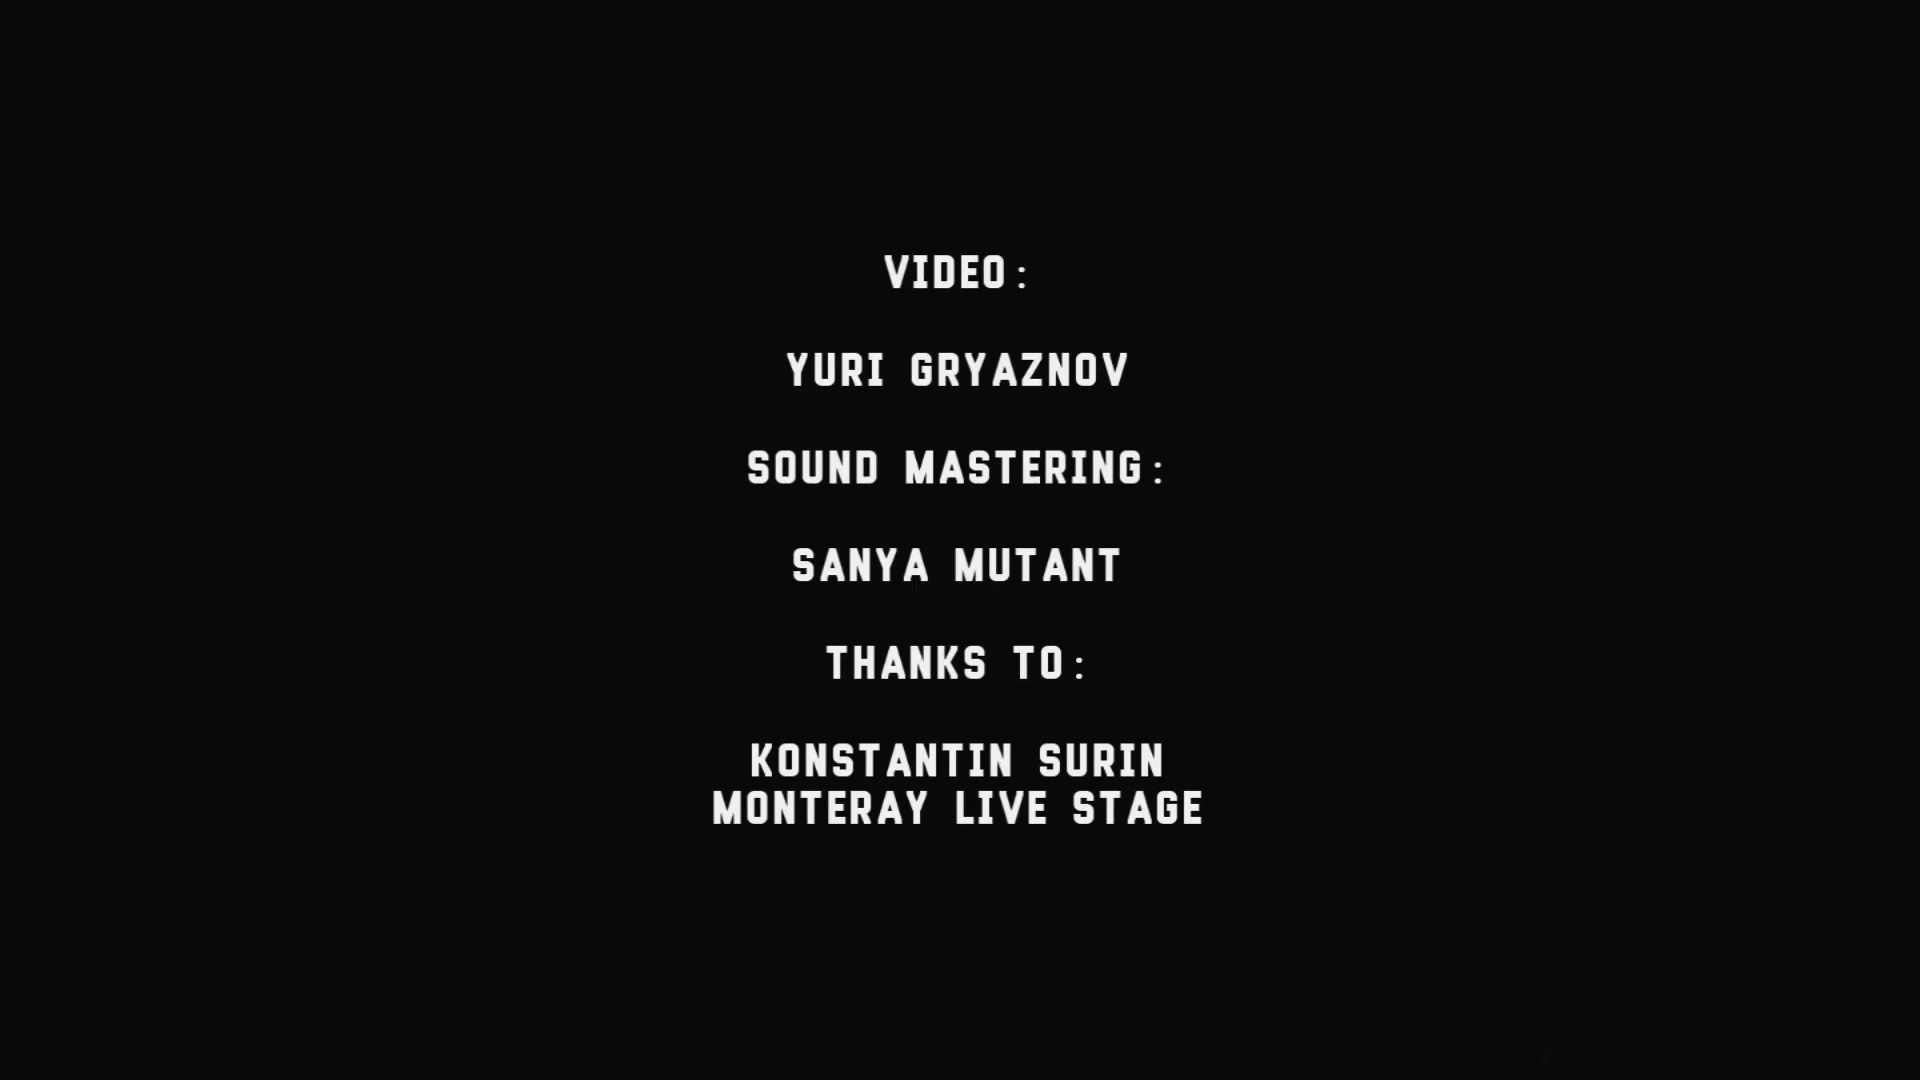 VIDEO:
YURI GRYAZNOV
SOUND MASTERING:
SANYA MUTANT
THANKS TO:
KONSTANTIN SURIN
MONTERAY LIVE STAGE